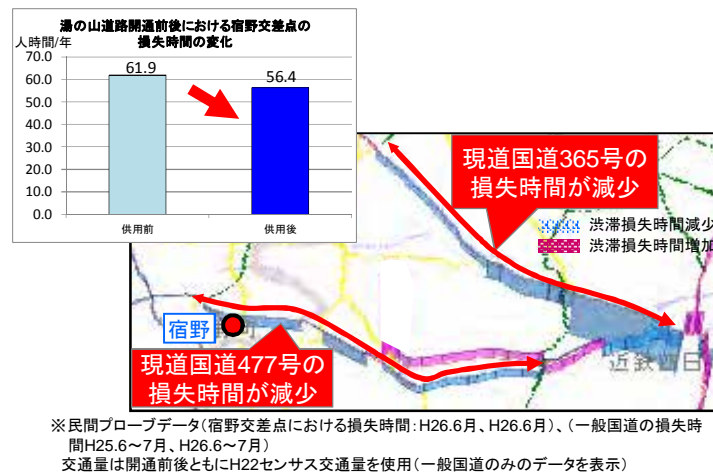 湯の山道路開通前後における宿野交差点の
損失時間の変化
人時間/年
70.0
60.0
50.0
40.0
30.0
20.0
10.0
0.0
61.9
56.4
供用前
供用後
現道国道365号の
損失時間が減少
渋滞損失時間減少
渋滞損失時間増加
宿野
現道国道477号の
損失時間が減少
近鉄四日
※民間プローブデータ(宿野交差点における損失時間:H26.6月、H26.6月)、(一般国道の損失時
間H25.6~7月、H26.6~7月)
交通量は開通前後ともにH22センサス交通量を使用(一般国道のみのデータを表示)